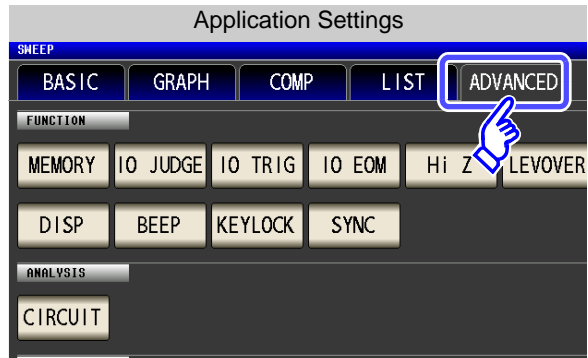 Application Settings
SWEEP
BASIC GRAPH COMP LIST ADVANCED
FUNCTION
MEMORY IO JUDGE IO TRIG IO EOM Hi Z LEVOVER
DISP BEEP KEYLOCK SYNC
ANALYSIS
CIRCUIT